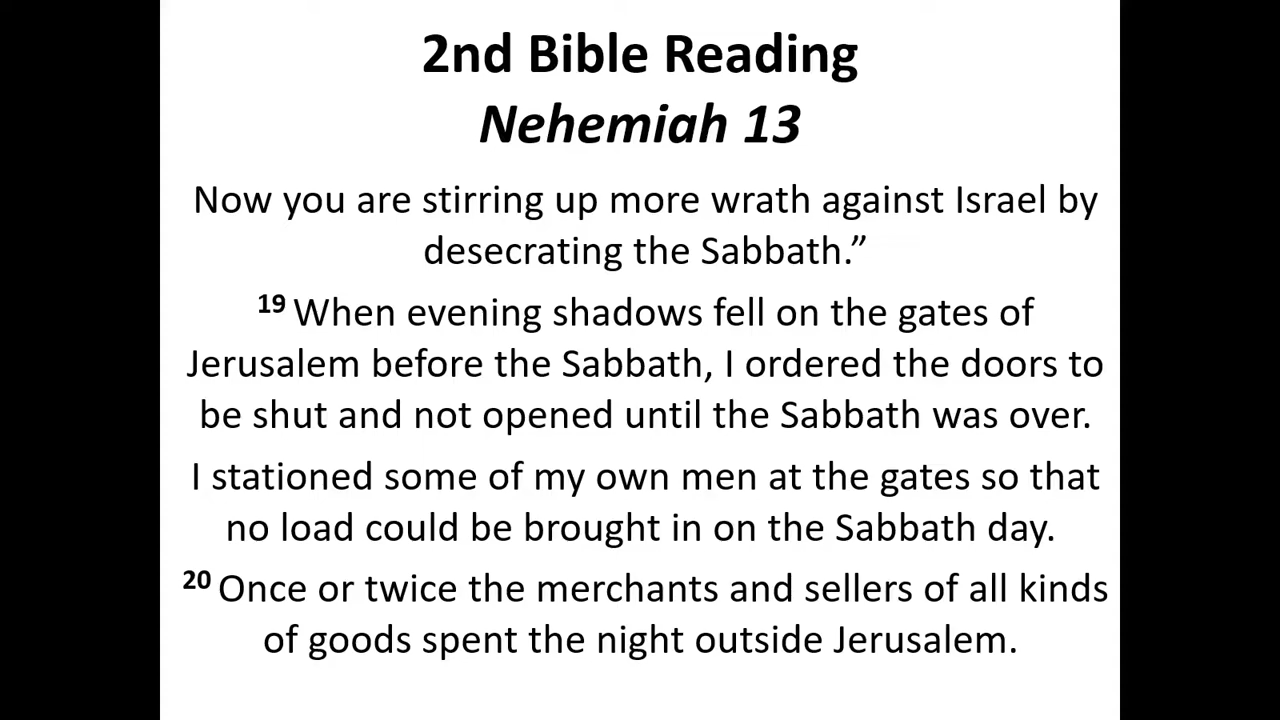 2nd Bible Reading
Nehemiah 13
Now you are stirring up more wrath against Israel by
desecrating the Sabbath.”
19 When evening shadows fell on the gates of
Jerusalem before the Sabbath, I ordered the doors to
be shut and not opened until the Sabbath was over.
I stationed some of my own men at the gates so that
no load could be brought in on the Sabbath day.
20 Once or twice the merchants and sellers of all kinds
of goods spent the night outside Jerusalem.